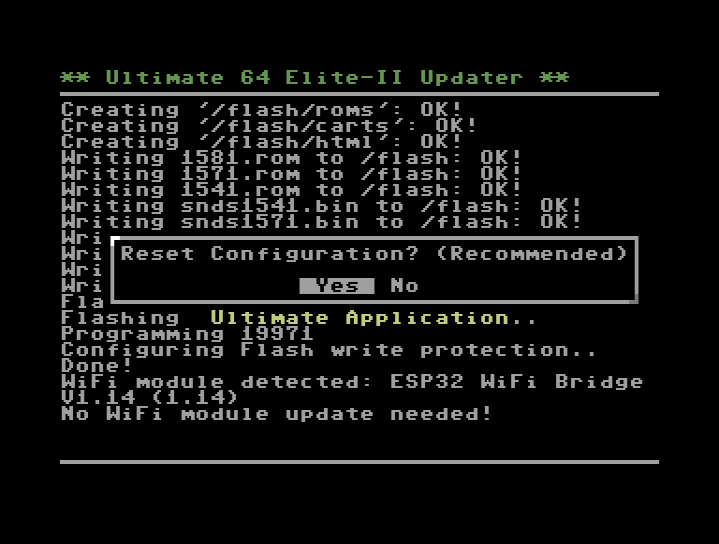 ** Ultimate 64 Elite-II Updater **
Creating '/flash/roms': OK!
Creating '/flash/carts': OK!
Creating '/flash/html': OK!
Writing 1581.rom to /flash: OK!
Writing 1571.rom to /flash: OK!
Writing 1541.rom to /flash: OK!
Writing snds1541.bin to /flash: OK!
Writing snds1571.bin to /flash: OK!
Wri
Wri
Wri
Wri
Fla
Reset Configuration? (Recommended)
Yes No
Flashing Ultimate Application..
Programming 19971
Configuring Flash write protection..
Done!
WiFi module detected: ESP32 WiFi Bridge
V1.14 (1.14)
No WiFi module update needed!